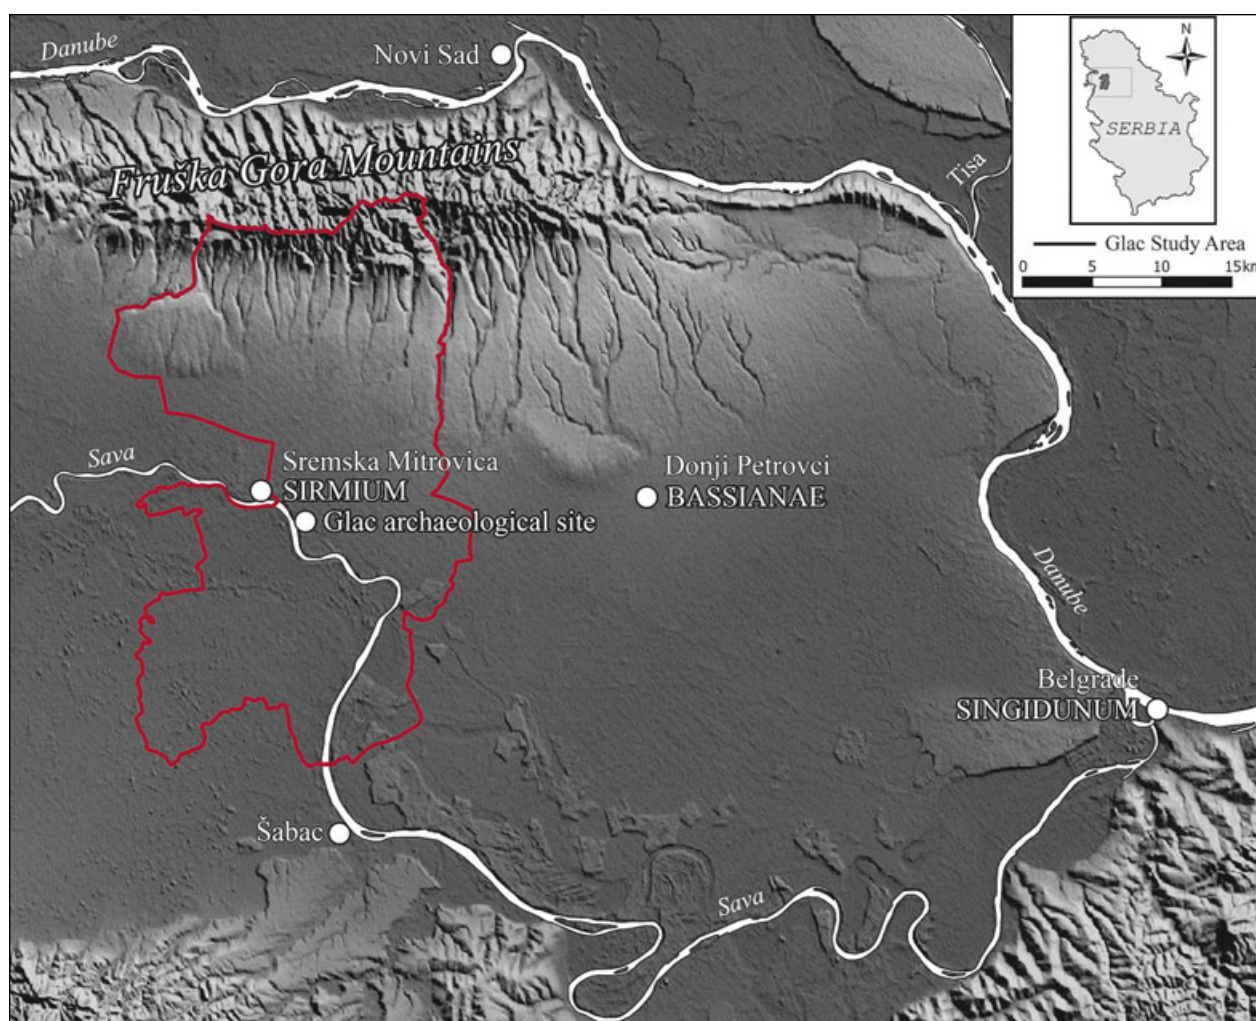 Danube
Novi Sad
N
SERBIA
Fruška Gora Mountains
Tisa
Glac Study Area
0 5 10 15km
Sava
Sremska Mitrovica
SIRMIUM
Glac archaeological site
Donji Petrovci
BASSIANAE
Danube
Belgrade
SINGIDUNUM
Šabac
Sava